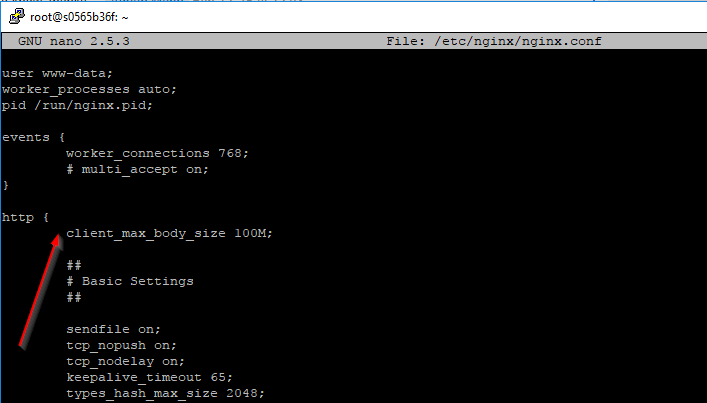 root@s0565b36f: ~
GNU nano 2.5.3 File: /etc/nginx/nginx.conf
user www-data;
worker_processes auto;
pid /run/nginx.pid;
events {
worker_connections 768;
# multi_accept on;
}
http {
client_max_body_size 100M;
##
# Basic Settings
##
sendfile on;
tcp_nopush on;
tcp_nodelay on;
keepalive_timeout 65;
types_hash_max_size 2048;